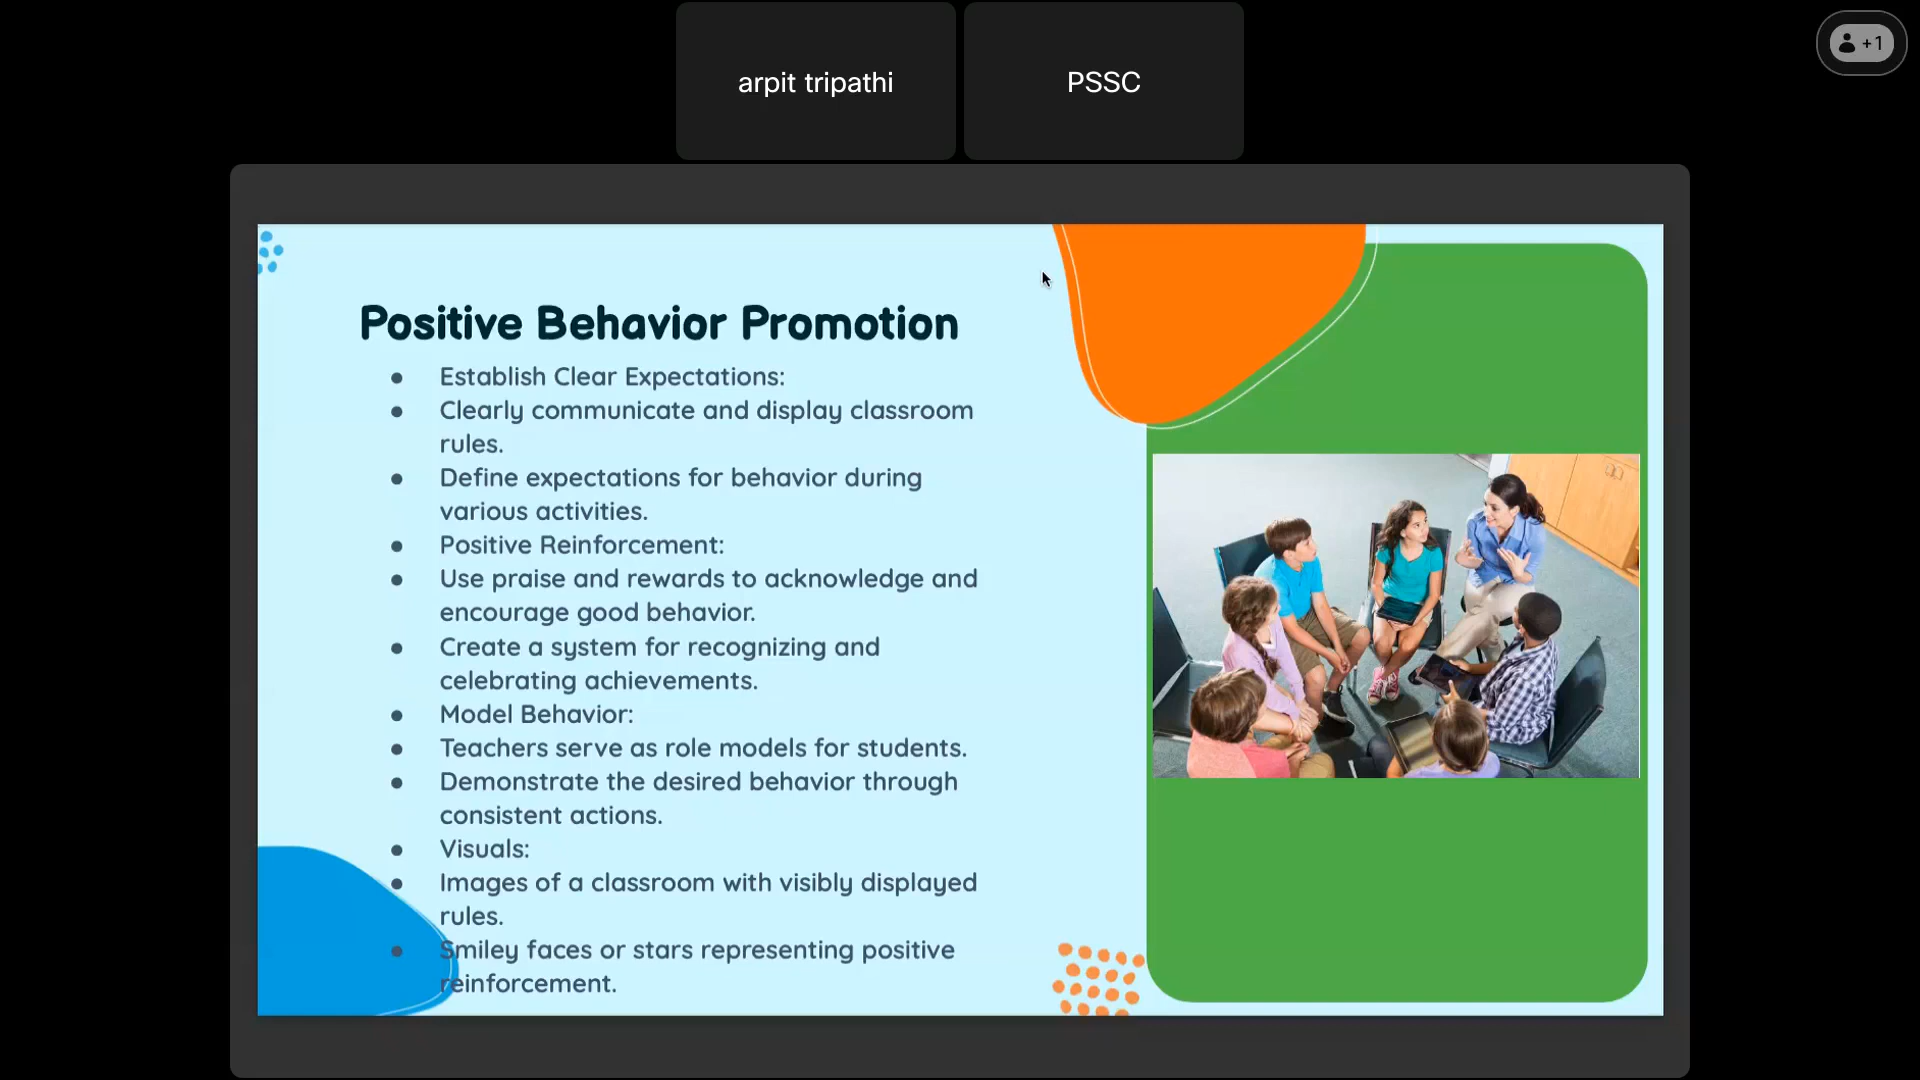 arpit tripathi
PSSC
+1
Positive Behavior Promotion
● Establish Clear Expectations:
● Clearly communicate and display classroom
rules.
● Define expectations for behavior during
various activities.
● Positive Reinforcement:
● Use praise and rewards to acknowledge and
encourage good behavior.
● Create a system for recognizing and
celebrating achievements.
● Model Behavior:
● Teachers serve as role models for students.
● Demonstrate the desired behavior through
consistent actions.
● Visuals:
● Images of a classroom with visibly displayed
rules.
● Smiley faces or stars representing positive
reinforcement.